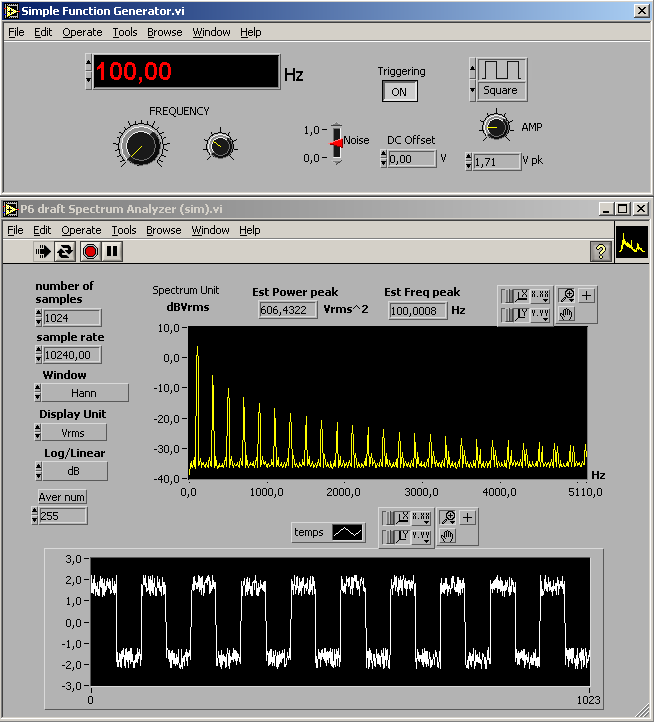 Simple Function Generator.vi
File Edit Operate Tools Browse Window Help
100,00 Hz
Triggering
ON
Square
FREQUENCY
1,0
Noise
0,0
DC Offset
0,00 V
AMP
1,71 V pk
P6 draft Spectrum Analyzer (sim).vi
File Edit Operate Tools Browse Window Help
?
number of
samples
1024
sample rate
10240,00
Window
Hann
Display Unit
Vrms
Log/Linear
dB
Aver num
255
Spectrum Unit
dBVrms
Est Power peak
606,4322 Vrms^2
Est Freq peak
100,0008 Hz
X X.XX
Y Y.YY
10,0
0,0
-10,0
-20,0
-30,0
-40,0
0,0 1000,0 2000,0 3000,0 4000,0 5110,0
Hz
temps
X X.XX
Y Y.YY
3,0
2,0
1,0
0,0
-1,0
-2,0
-3,0
0 1023